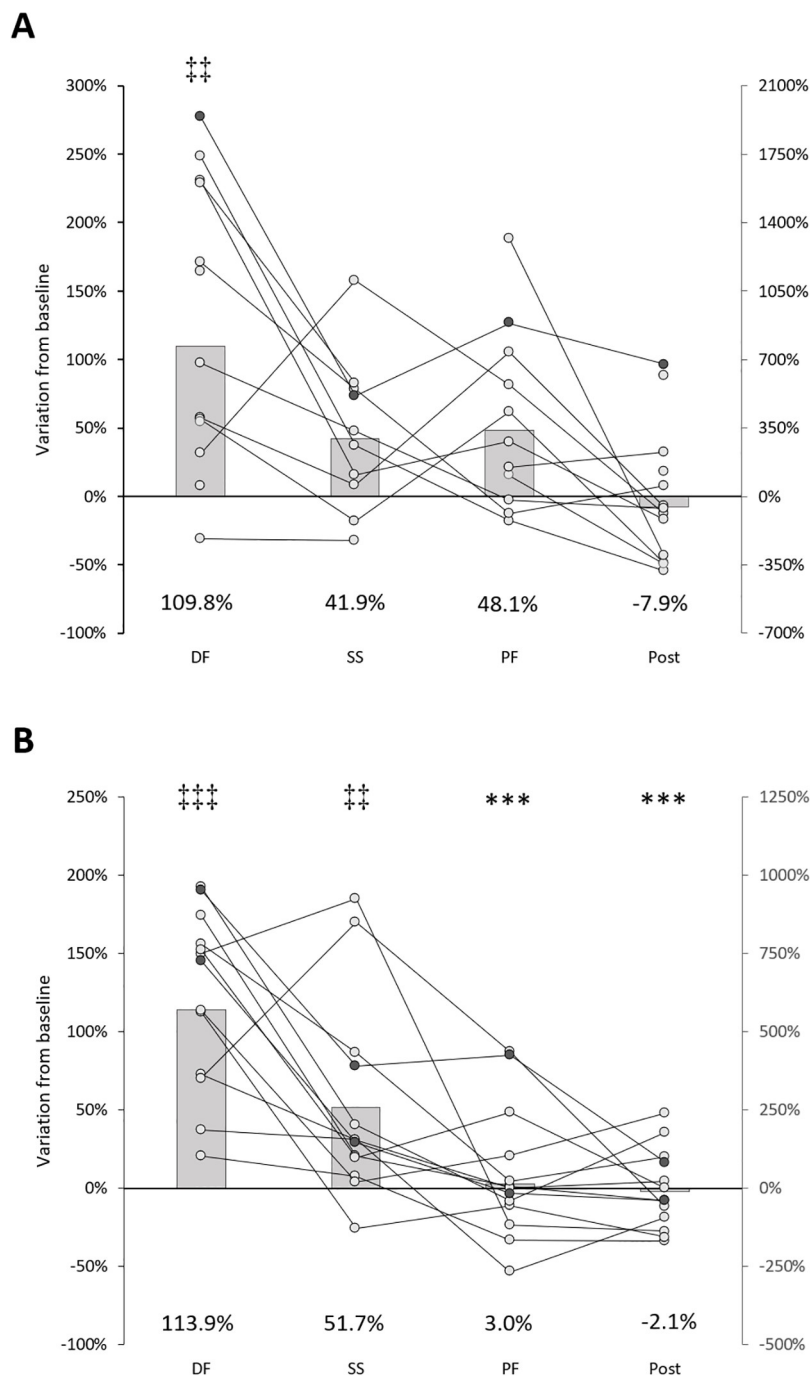 A
‡‡
300% 2100%
250% 1750%
200% 1400%
150% 1050%
100% 700%
50% 350%
0% 0%
-50% -350%
-100% -700%
Variation from baseline
109.8% 41.9% 48.1% -7.9%
DF SS PF Post
B
‡‡‡ ‡‡ *** ***
250% 1250%
200% 1000%
150% 750%
100% 500%
50% 250%
0% 0%
-50% -250%
-100% -500%
Variation from baseline
113.9% 51.7% 3.0% -2.1%
DF SS PF Post